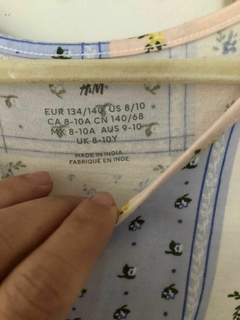 H&M
EUR 134/140 US 8/10
CA 8-10A CN 140/68
MX 8-10A AUS 9-10
UK 8-10Y
MADE IN INDIA
FABRIQUÉ EN INDE